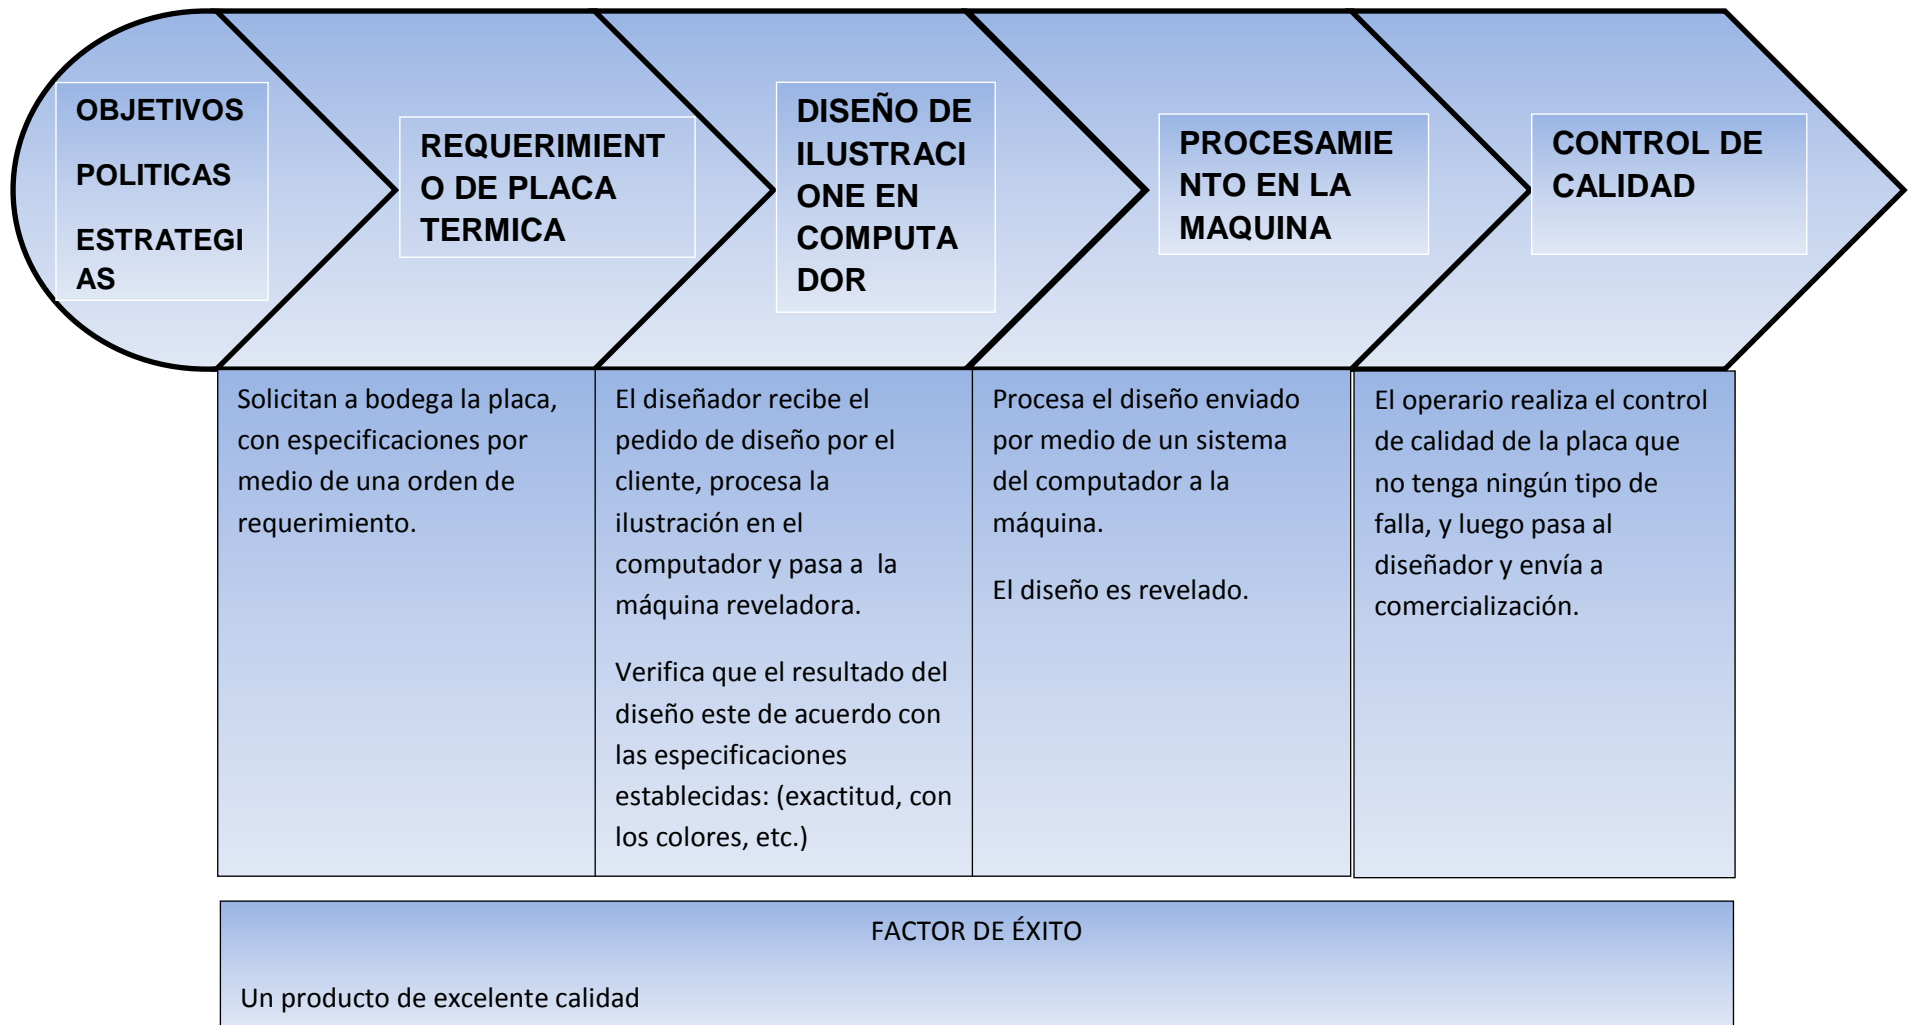 OBJETIVOS
POLITICAS
ESTRATEGI
AS
REQUERIMIENT
O DE PLACA
TERMICA
DISEÑO DE
ILUSTRACI
ONE EN
COMPUTA
DOR
PROCESAMIE
NTO EN LA
MAQUINA
CONTROL DE
CALIDAD
Solicitan a bodega la placa,
con especificaciones por
medio de una orden de
requerimiento.
El diseñador recibe el
pedido de diseño por el
cliente, procesa la
ilustración en el
computador y pasa a  la
máquina reveladora.
Verifica que el resultado del
diseño este de acuerdo con
las especificaciones
establecidas: (exactitud, con
los colores, etc.)
Procesa el diseño enviado
por medio de un sistema
del computador a la
máquina.
El diseño es revelado.
El operario realiza el control
de calidad de la placa que
no tenga ningún tipo de
falla, y luego pasa al
diseñador y envía a
comercialización.
FACTOR DE ÉXITO
Un producto de excelente calidad